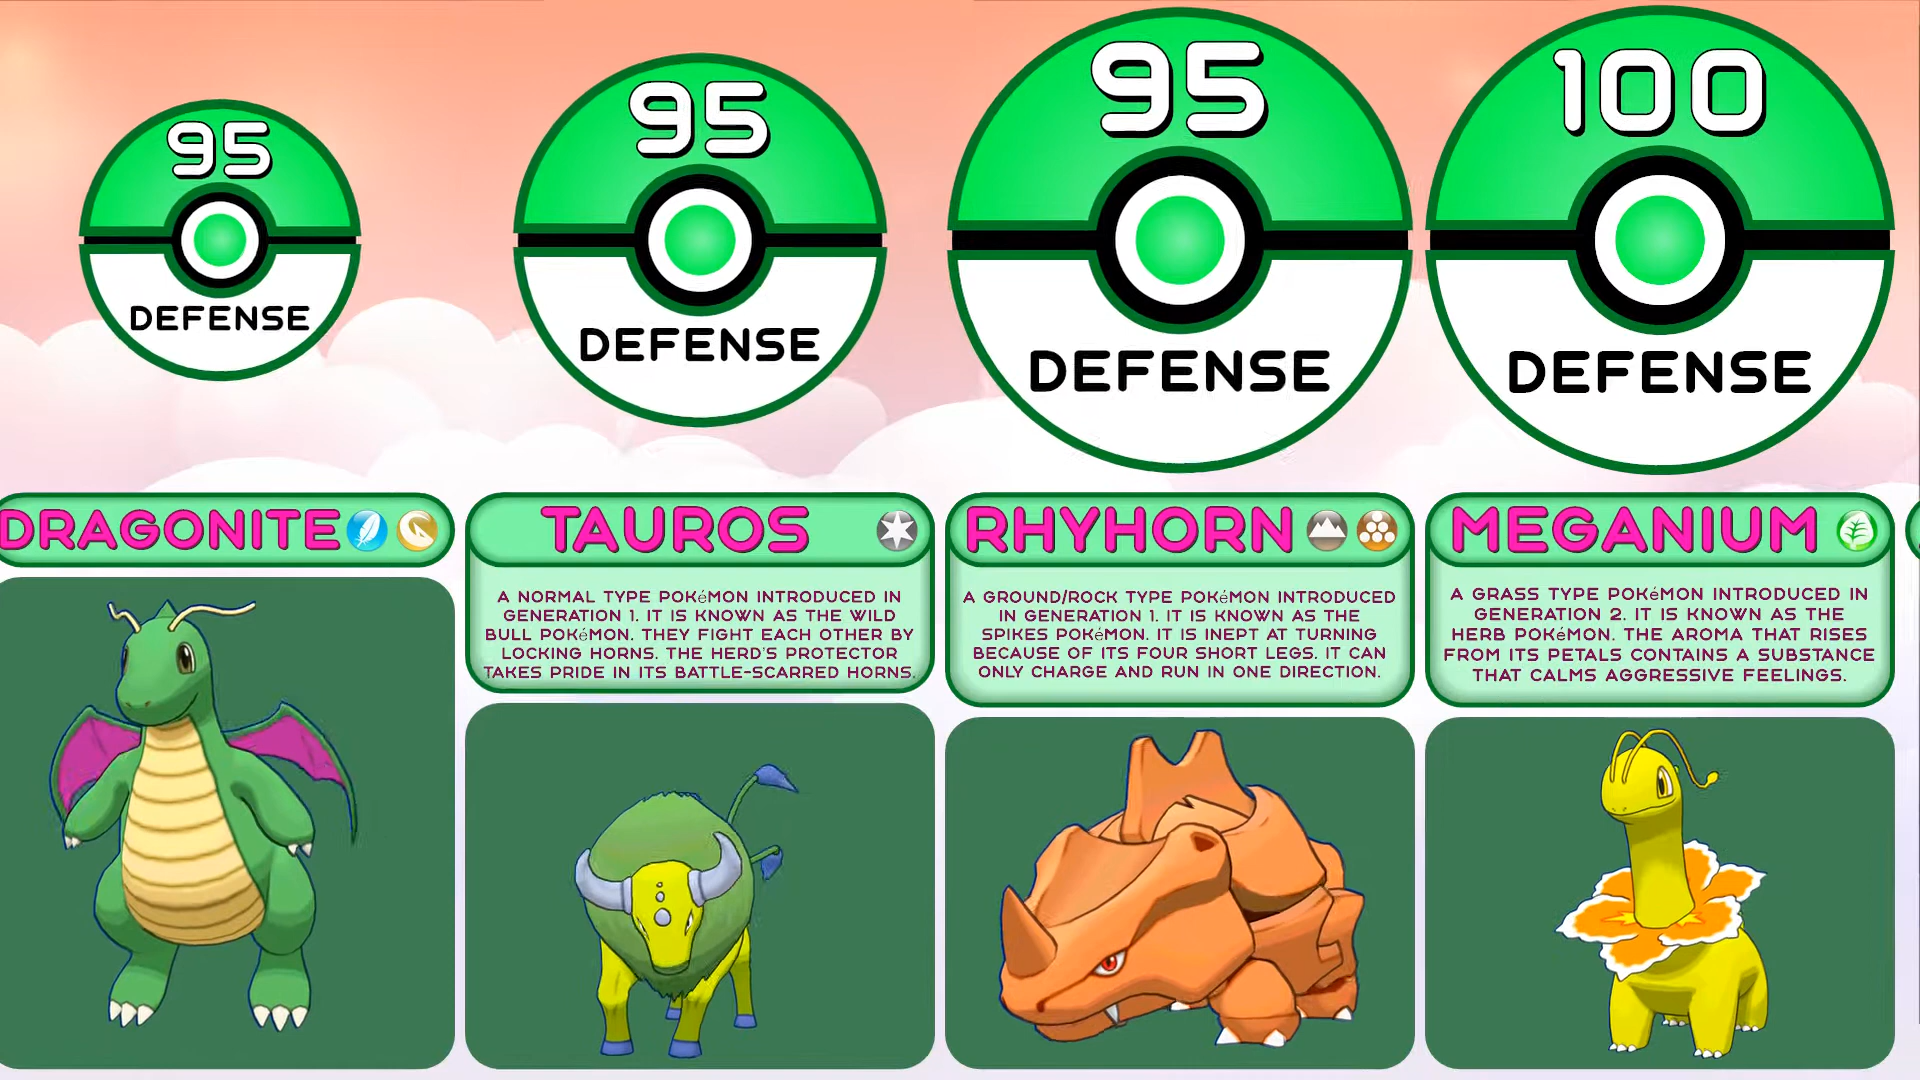 95
DEFENSE
95
DEFENSE
95
DEFENSE
100
DEFENSE
DRAGONITE
TAUROS
A NORMAL TYPE POKéMON INTRODUCED IN
GENERATION 1. IT IS KNOWN AS THE WILD
BULL POKéMON. THEY FIGHT EACH OTHER BY
LOCKING HORNS. THE HERD'S PROTECTOR
TAKES PRIDE IN ITS BATTLE-SCARRED HORNS.
RHYHORN
A GROUND/ROCK TYPE POKéMON INTRODUCED
IN GENERATION 1. IT IS KNOWN AS THE
SPIKES POKéMON. IT IS INEPT AT TURNING
BECAUSE OF ITS FOUR SHORT LEGS. IT CAN
ONLY CHARGE AND RUN IN ONE DIRECTION.
MEGANIUM
A GRASS TYPE POKéMON INTRODUCED IN
GENERATION 2. IT IS KNOWN AS THE
HERB POKéMON. THE AROMA THAT RISES
FROM ITS PETALS CONTAINS A SUBSTANCE
THAT CALMS AGGRESSIVE FEELINGS.